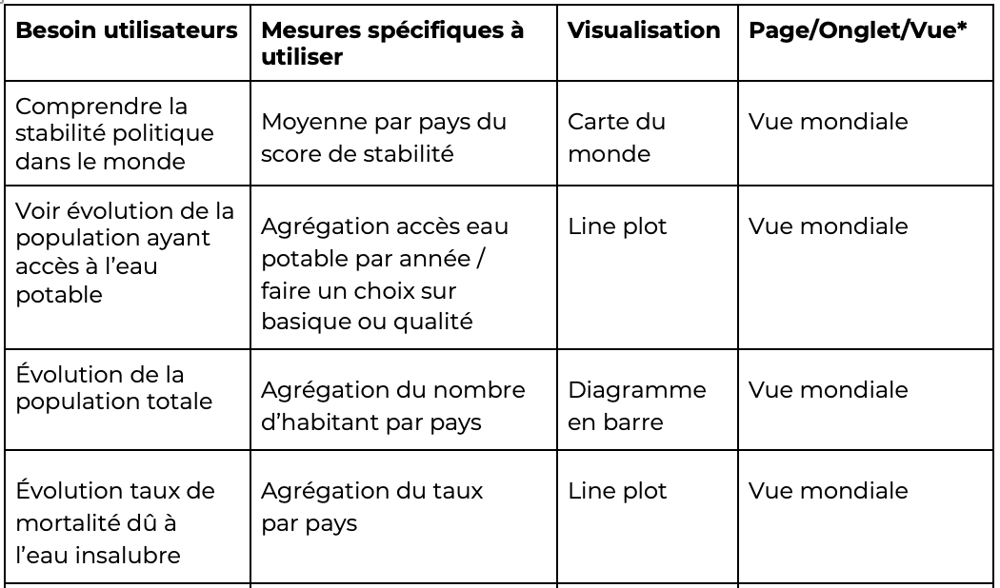 Besoin utilisateurs
Mesures spécifiques à
utiliser
Visualisation
Page/Onglet/Vue*
Comprendre la
stabilité politique
dans le monde
Moyenne par pays du
score de stabilité
Carte du
monde
Vue mondiale
Voir évolution de la
population ayant
accès à l’eau
potable
Agrégation accès eau
potable par année /
faire un choix sur
basique ou qualité
Line plot
Vue mondiale
Évolution de la
population totale
Agrégation du nombre
d’habitant par pays
Diagramme
en barre
Vue mondiale
Évolution taux de
mortalité dû à
l’eau insalubre
Agrégation du taux
par pays
Line plot
Vue mondiale